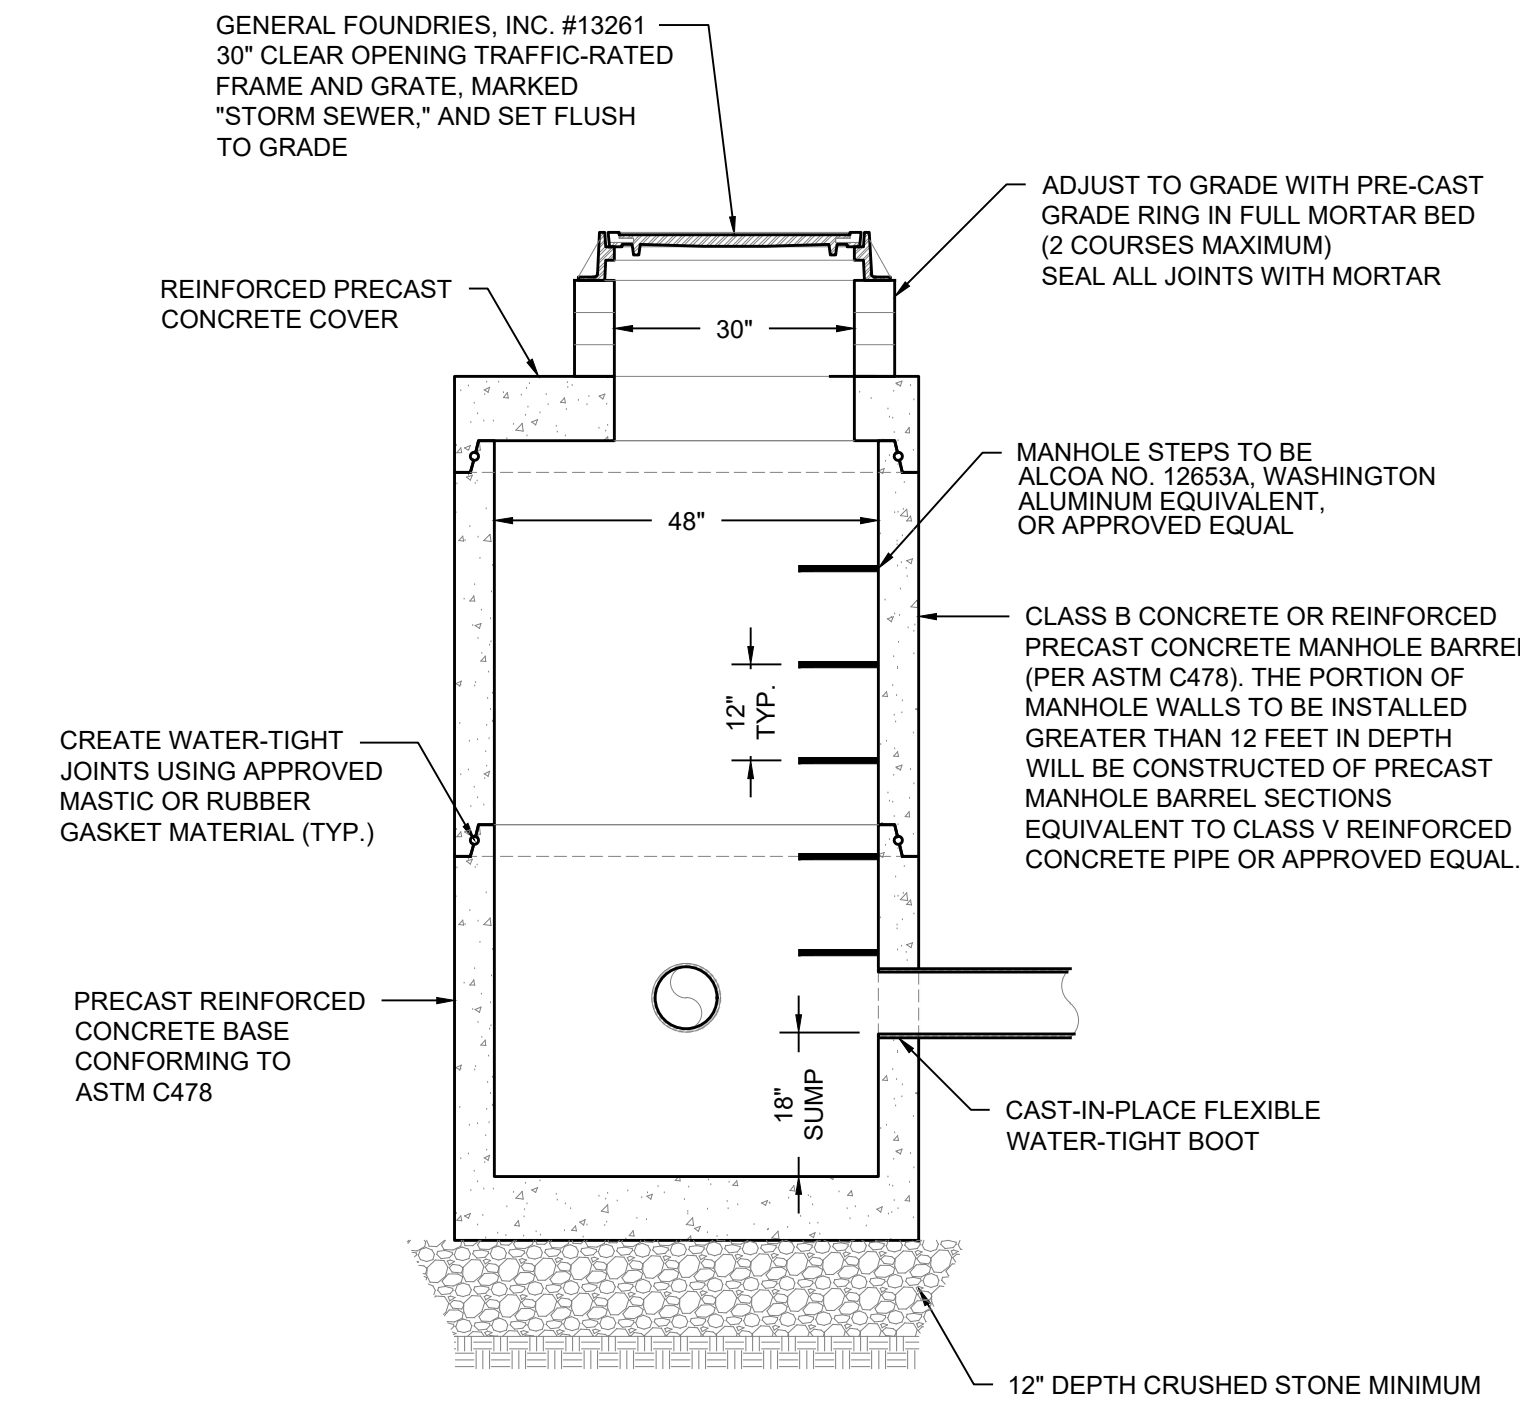 GENERAL FOUNDRIES, INC. #13261
30" CLEAR OPENING TRAFFIC-RATED
FRAME AND GRATE, MARKED
"STORM SEWER," AND SET FLUSH
TO GRADE
ADJUST TO GRADE WITH PRE-CAST
GRADE RING IN FULL MORTAR BED
(2 COURSES MAXIMUM)
SEAL ALL JOINTS WITH MORTAR
REINFORCED PRECAST
CONCRETE COVER
30"
MANHOLE STEPS TO BE
ALCOA NO. 12653A, WASHINGTON
ALUMINUM EQUIVALENT,
OR APPROVED EQUAL
48"
CLASS B CONCRETE OR REINFORCED
PRECAST CONCRETE MANHOLE BARREL
(PER ASTM C478). THE PORTION OF
MANHOLE WALLS TO BE INSTALLED
GREATER THAN 12 FEET IN DEPTH
WILL BE CONSTRUCTED OF PRECAST
MANHOLE BARREL SECTIONS
EQUIVALENT TO CLASS V REINFORCED
CONCRETE PIPE OR APPROVED EQUAL.
12"
TYP.
CREATE WATER-TIGHT
JOINTS USING APPROVED
MASTIC OR RUBBER
GASKET MATERIAL (TYP.)
PRECAST REINFORCED
CONCRETE BASE
CONFORMING TO
ASTM C478
18"
SUMP
CAST-IN-PLACE FLEXIBLE
WATER-TIGHT BOOT
12" DEPTH CRUSHED STONE MINIMUM